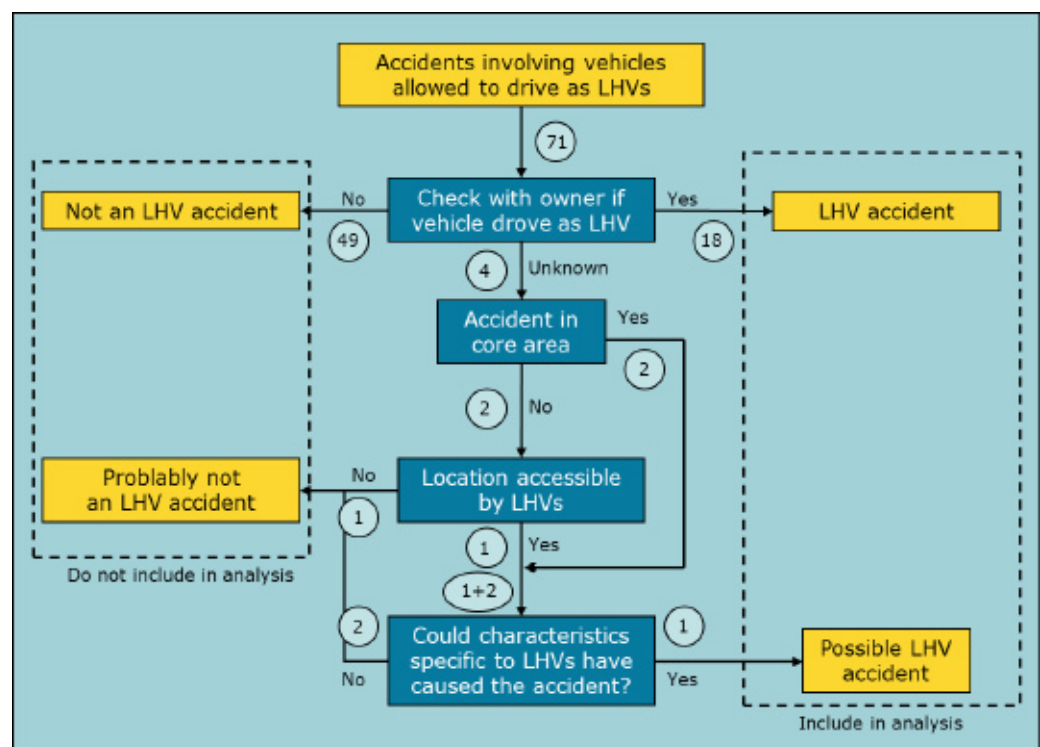 Accidents involving vehicles
allowed to drive as LHVs
71
Not an LHV accident
No
49
Check with owner if
vehicle drove as LHV
Yes
18
LHV accident
4
Unknown
Accident in
core area
Yes
2
2
No
Problably not
an LHV accident
No
1
Location accessible
by LHVs
1
Yes
Do not include in analysis
1+2
2
No
Could characteristics
specific to LHVs have
caused the accident?
1
Yes
Possible LHV
accident
Include in analysis